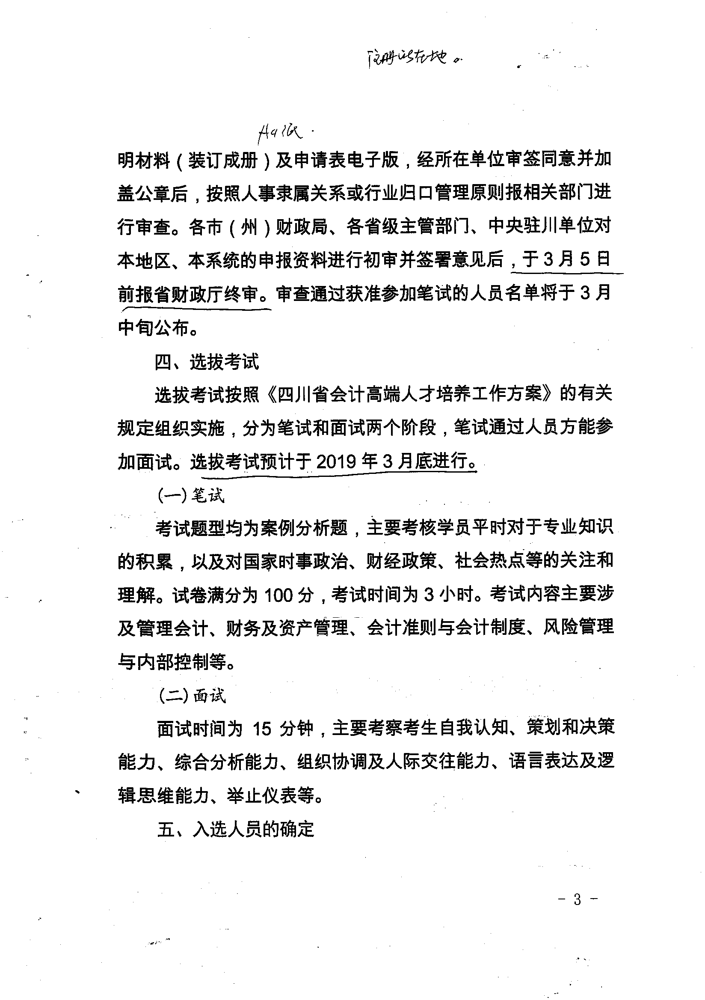 册所在地。
A4纸
明材料（装订成册）及申请表电子版，经所在单位审签同意并加
盖公章后，按照人事隶属关系或行业归口管理原则报相关部门进
行审查。各市（州）财政局、各省级主管部门、中央驻川单位对
本地区、本系统的申报资料进行初审并签署意见后，于3月5日
前报省财政厅终审。审查通过获准参加笔试的人员名单将于3月
中旬公布。
四、选拔考试
选拔考试按照《四川省会计高端人才培养工作方案》的有关
规定组织实施，分为笔试和面试两个阶段，笔试通过人员方能参
加面试。选拔考试预计于2019年3月底进行。
(一)笔试
考试题型均为案例分析题，主要考核学员平时对于专业知识
的积累，以及对国家时事政治、财经政策、社会热点等的关注和
理解。试卷满分为100分，考试时间为3小时。考试内容主要涉
及管理会计、财务及资产管理、会计准则与会计制度、风险管理
与内部控制等。
(二)面试
面试时间为 15 分钟，主要考察考生自我认知、策划和决策
能力、综合分析能力、组织协调及人际交往能力、语言表达及逻
辑思维能力、举止仪表等。
五、入选人员的确定
- 3 -